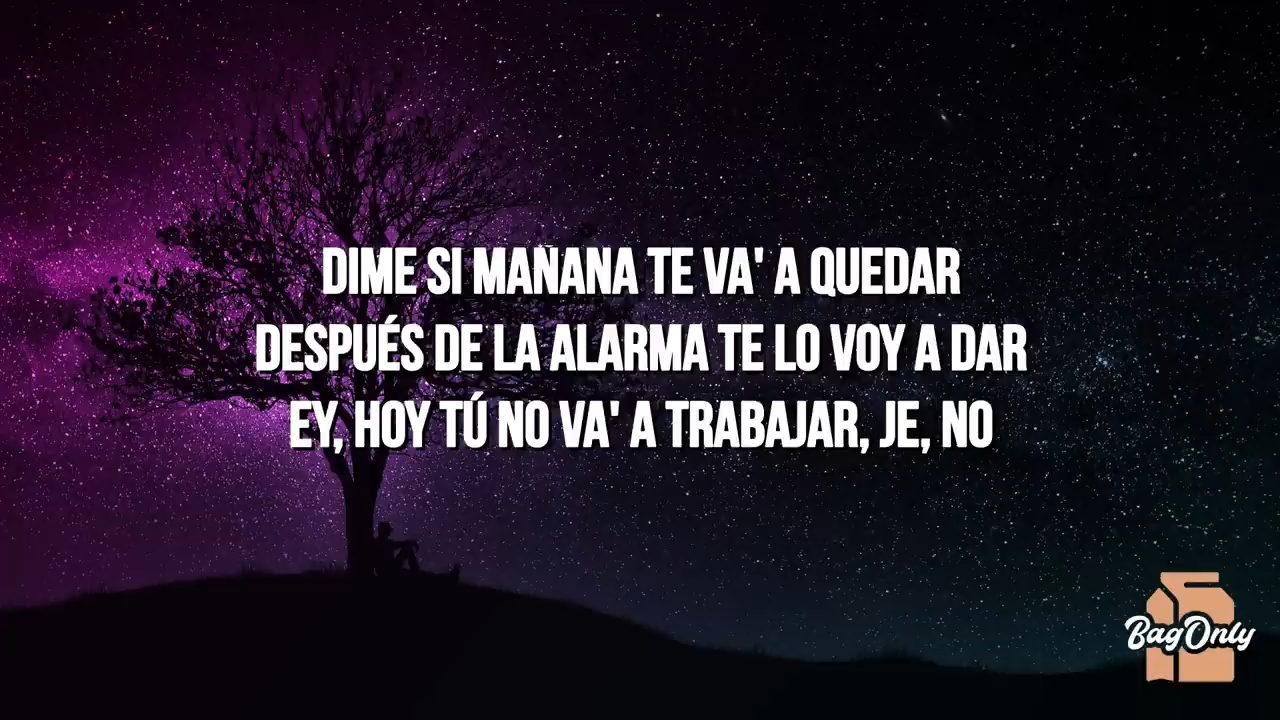 DIME SI MAÑANA TE VA' A QUEDAR
DESPUÉS DE LA ALARMA TE LO VOY A DAR
EY, HOY TÚ NO VA' A TRABAJAR, JE, NO
BagOnly